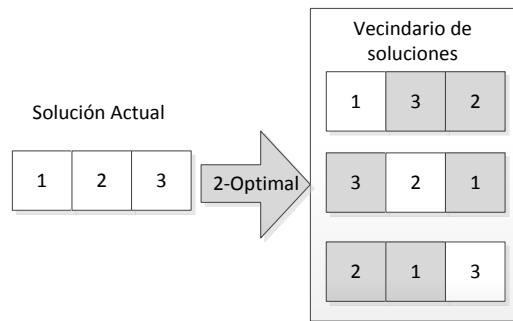 Solución Actual
1 2 3
2-Optimal
Vecindario de
soluciones
1 3 2
3 2 1
2 1 3